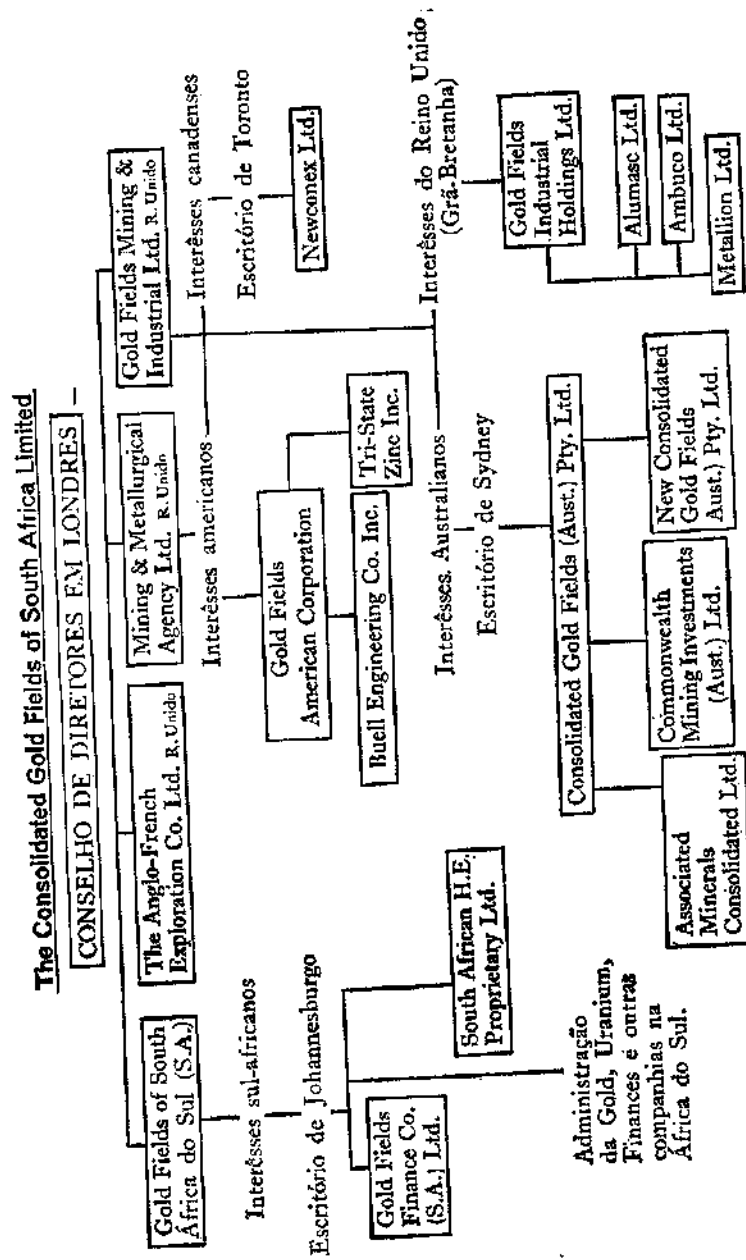 The Consolidated Gold Fields of South Africa Limited
CONSELHO DE DIRETORES EM LONDRES —
Gold Fields of South
África do Sul (S.A.)
The Anglo-French
Exploration Co. Ltd. R. Unido
Mining & Metallurgical
Agency Ltd. R. Unido
Gold Fields Mining &
Industrial Ltd. R. Unido
Interêsses sul-africanos
Escritório de Johannesburgo
Gold Fields
Finance Co.
(S.A.) Ltd.
South African H.E.
Proprietary Ltd.
Administração
da Gold, Uranium,
Finances é outras
companhias na
África do Sul.
Interêsses americanos
Gold Fields
American Corporation
Buell Engineering Co. Inc.
Tri-State
Zinc Inc.
Interêsses canadenses
Escritório de Toronto
Newconex Ltd.
Interêsses. Australianos
Escritório de Sydney
Consolidated Gold Fields (Aust.) Pty. Ltd.
Associated
Minerals
Consolidated Ltd.
Commonwealth
Mining Investments
(Aust.) Ltd.
New Consolidated
Gold Fields
Aust.) Pty. Ltd.
Interêsses do Reino Unido
(Grã-Bretanha)
Gold Fields
Industrial
Holdings Ltd.
Alumasc Ltd.
Ambuco Ltd.
Metallion Ltd.